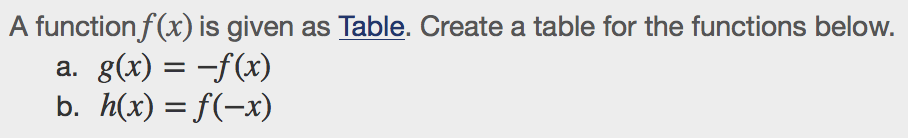 A function f(x) is given as Table. Create a table for the functions below.
a. g(x) = −f(x)
b. h(x) = f(−x)